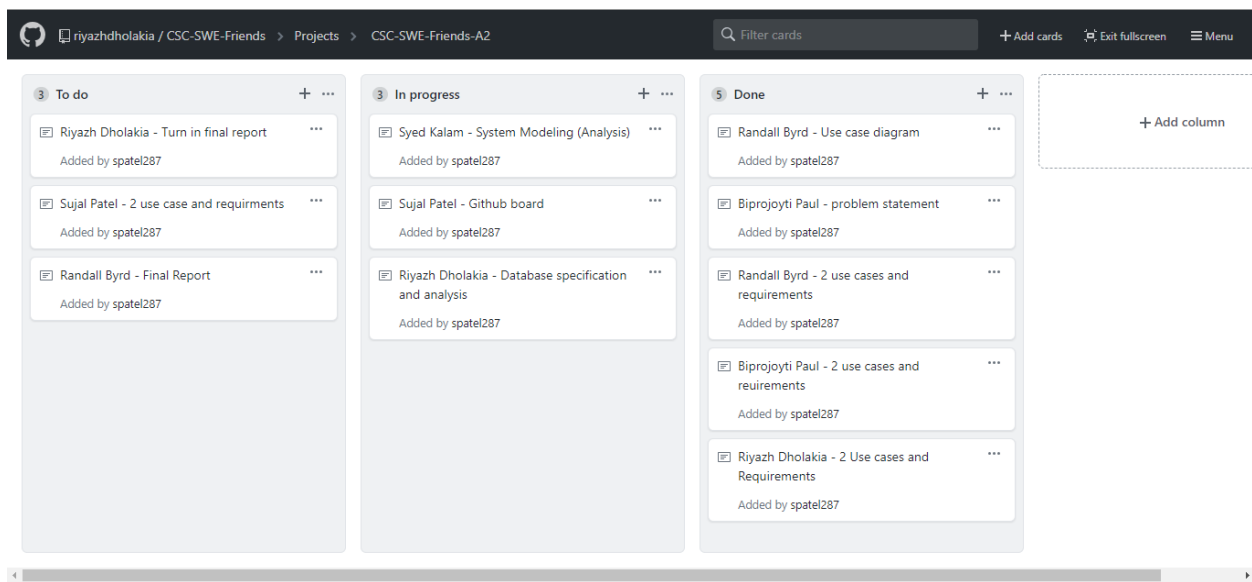 riyazhdholakia / CSC-SWE-Friends > Projects > CSC-SWE-Friends-A2
Filter cards
+ Add cards
Exit fullscreen
Menu
3 To do
Riyazh Dholakia - Turn in final report
Added by spatel287
Sujal Patel - 2 use case and requirments
Added by spatel287
Randall Byrd - Final Report
Added by spatel287
3 In progress
Syed Kalam - System Modeling (Analysis)
Added by spatel287
Sujal Patel - Github board
Added by spatel287
Riyazh Dholakia - Database specification
and analysis
Added by spatel287
5 Done
Randall Byrd - Use case diagram
Added by spatel287
Biprojoyti Paul - problem statement
Added by spatel287
Randall Byrd - 2 use cases and
requirements
Added by spatel287
Biprojoyti Paul - 2 use cases and
reuirements
Added by spatel287
Riyazh Dholakia - 2 Use cases and
Requirements
Added by spatel287
+ Add column